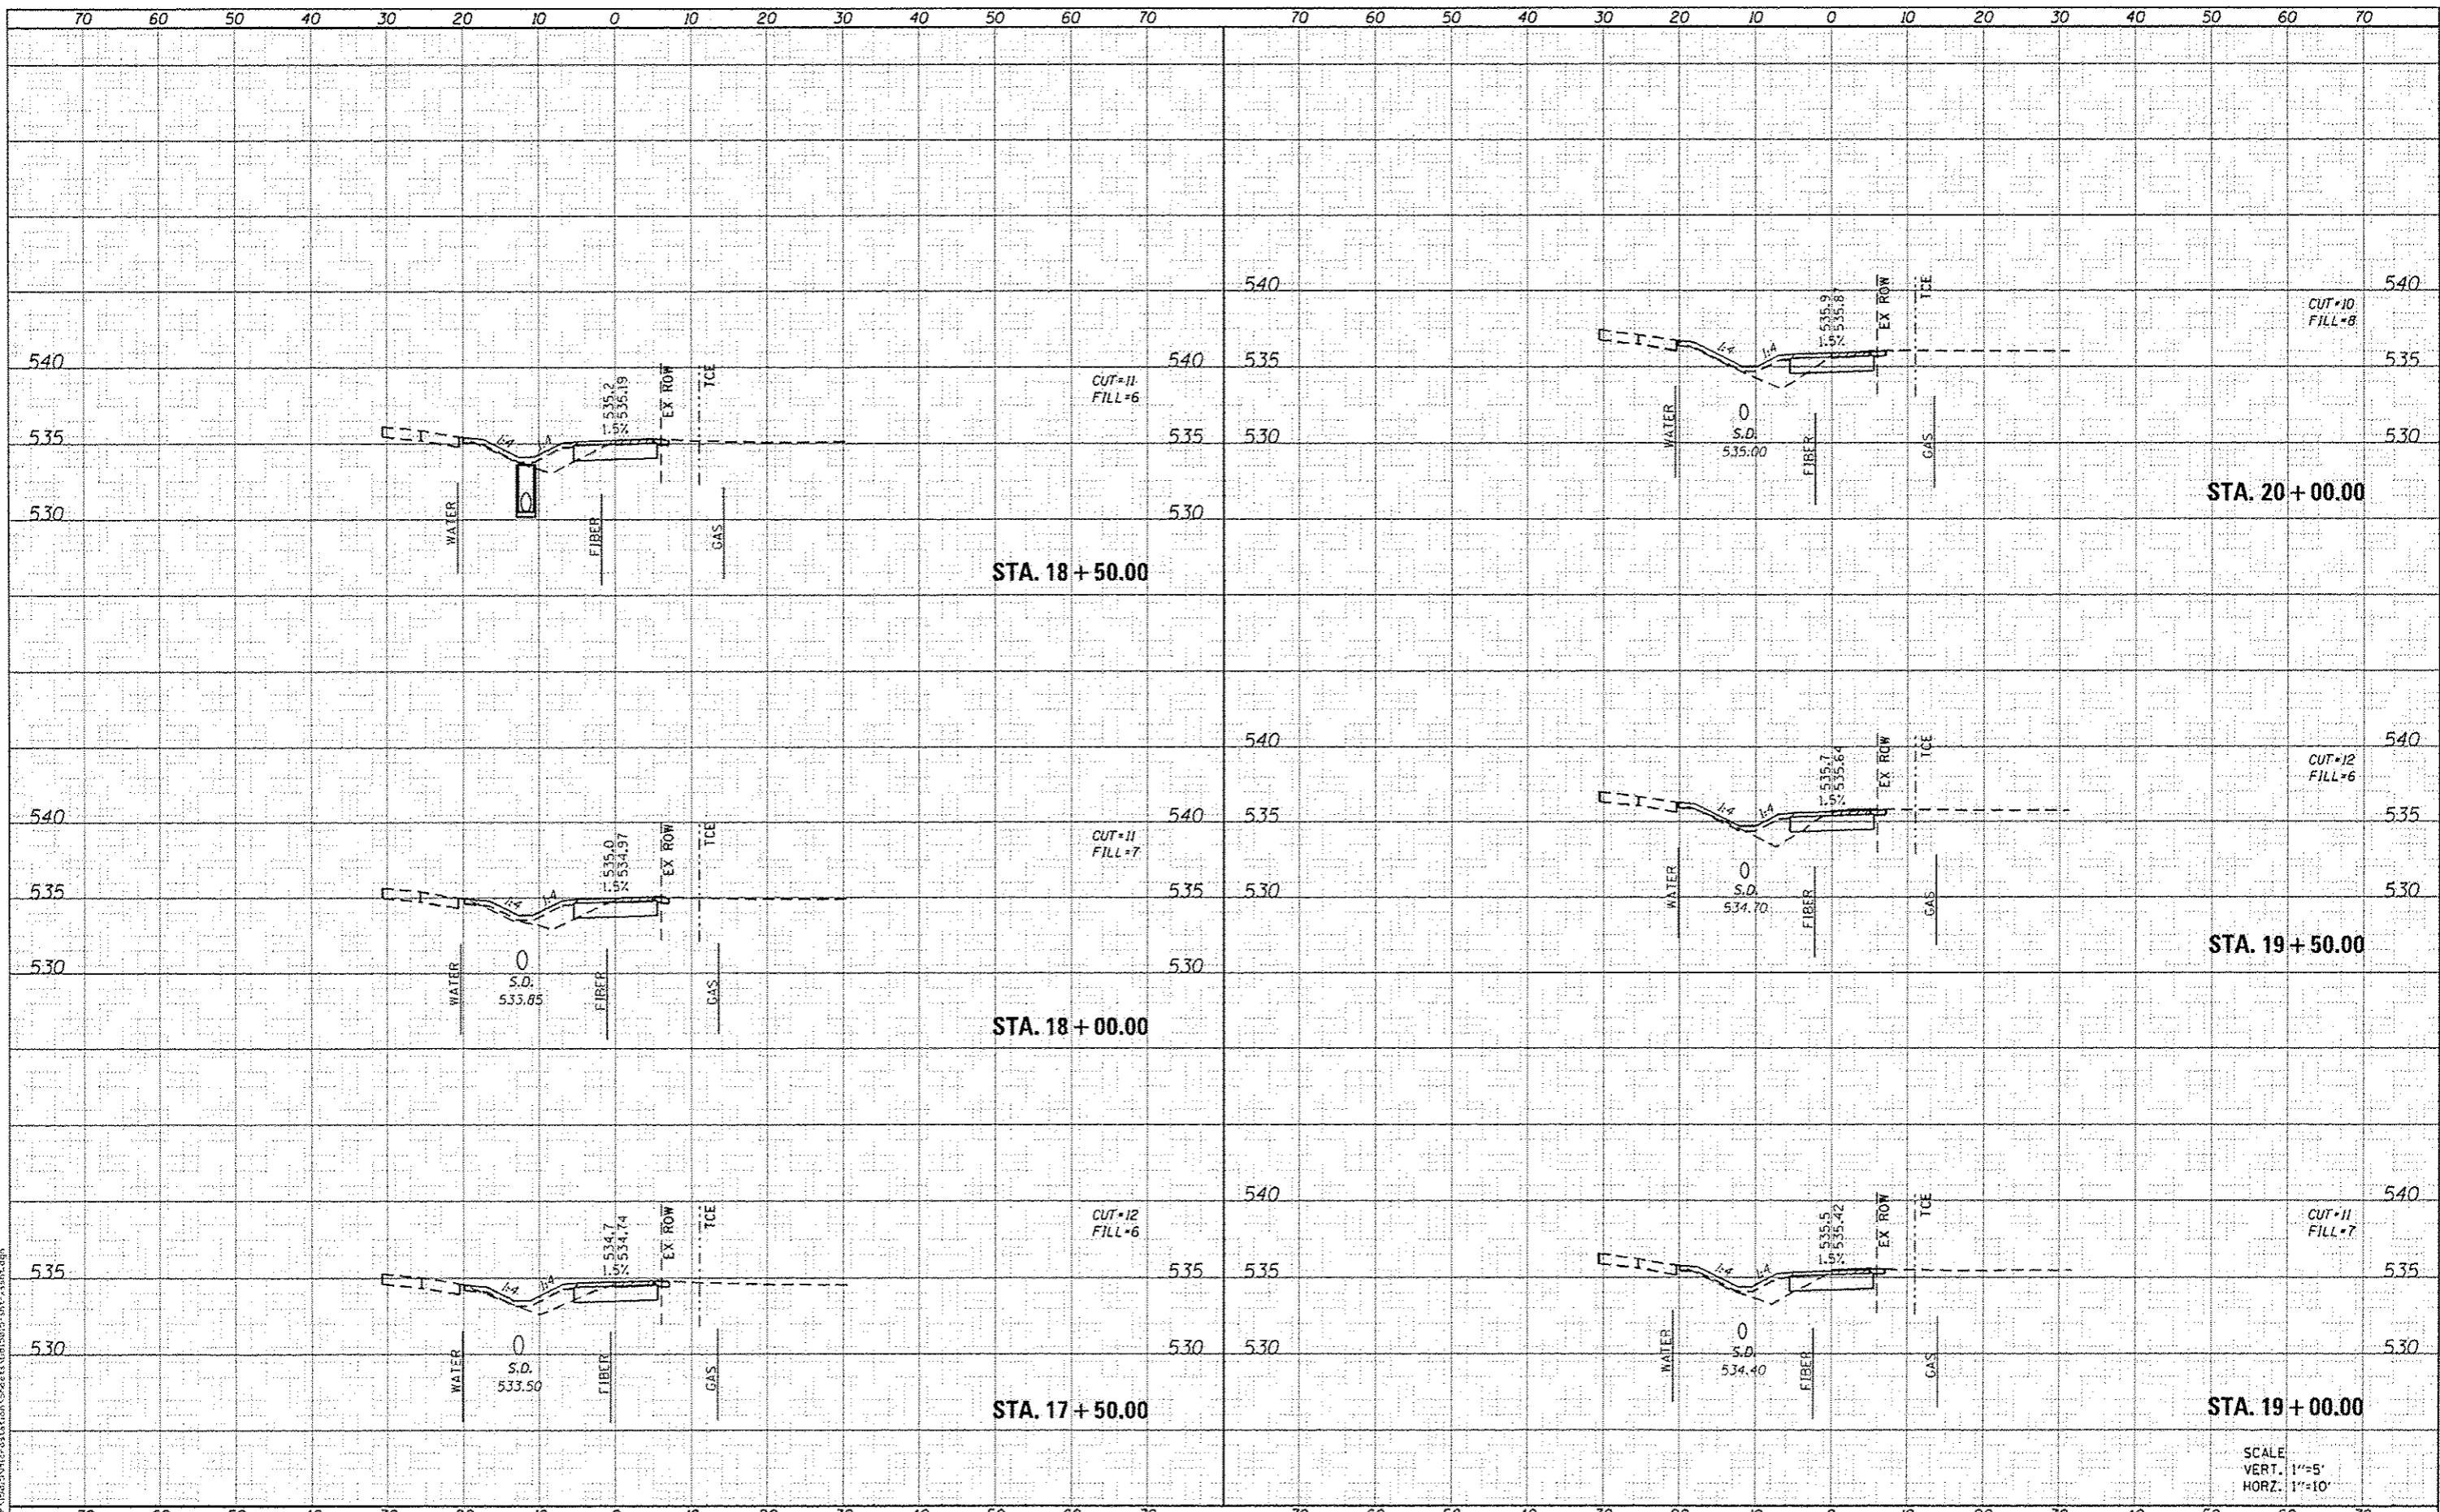 70 60 50 40 30 20 10 0 10 20 30 40 50 60 70 70 60 50 40 30 20 10 0 10 20 30 40 50 60 70
540 540
535 535
530 530
535.2
535.19
1.5%
1:4 1:4
EX ROW
TCE
WATER
FIBER
GAS
CUT=11
FILL=6
STA. 18+50.00
540 540
535 535
530 530
535.0
534.97
1.5%
1:4 1:4
EX ROW
TCE
WATER
S.D.
533.85
FIBER
GAS
CUT=11
FILL=7
STA. 18+00.00
535 535
530 530
534.7
534.74
1.5%
1:4 1:4
EX ROW
TCE
WATER
S.D.
533.50
FIBER
GAS
CUT=12
FILL=6
STA. 17+50.00
540 540
535 535
530 530
535.9
535.87
1.5%
1:4 1:4
EX ROW
TCE
WATER
S.D.
535.00
FIBER
GAS
CUT=10
FILL=8
STA. 20+00.00
540 540
535 535
530 530
535.7
535.64
1.5%
1:4 1:4
EX ROW
TCE
WATER
S.D.
534.70
FIBER
GAS
CUT=12
FILL=6
STA. 19+50.00
540 540
535 535
530 530
535.5
535.42
1.5%
1:4 1:4
EX ROW
TCE
WATER
S.D.
534.40
FIBER
GAS
CUT=11
FILL=7
STA. 19+00.00
SCALE
VERT. 1"=5'
HORZ. 1"=10'